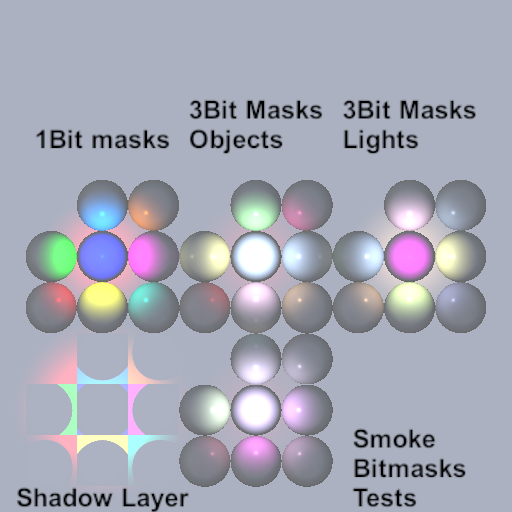 1Bit masks
3Bit Masks
Objects
3Bit Masks
Lights
Shadow Layer
Smoke
Bitmasks
Tests